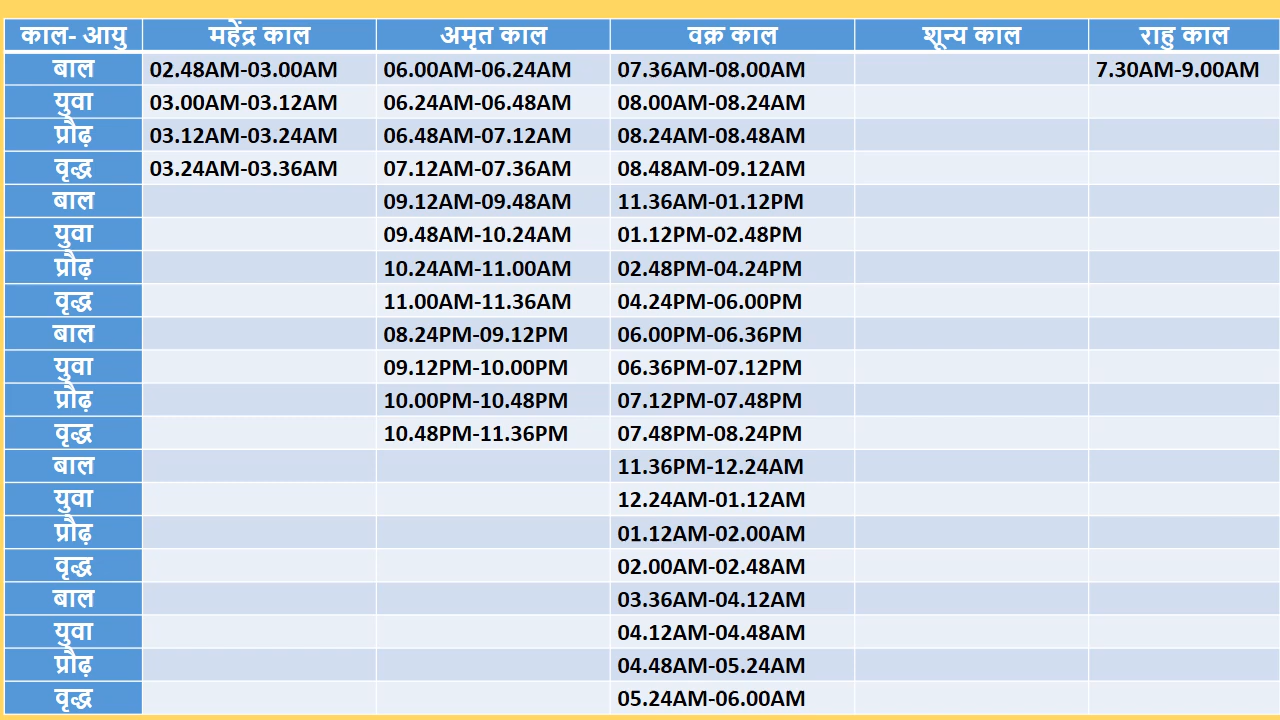 काल- आयु महेंद्र काल अमृत काल वक्र काल शून्य काल राहु काल
बाल 02.48AM-03.00AM 06.00AM-06.24AM 07.36AM-08.00AM 7.30AM-9.00AM
युवा 03.00AM-03.12AM 06.24AM-06.48AM 08.00AM-08.24AM
प्रौढ़ 03.12AM-03.24AM 06.48AM-07.12AM 08.24AM-08.48AM
वृद्ध 03.24AM-03.36AM 07.12AM-07.36AM 08.48AM-09.12AM
बाल 09.12AM-09.48AM 11.36AM-01.12PM
युवा 09.48AM-10.24AM 01.12PM-02.48PM
प्रौढ़ 10.24AM-11.00AM 02.48PM-04.24PM
वृद्ध 11.00AM-11.36AM 04.24PM-06.00PM
बाल 08.24PM-09.12PM 06.00PM-06.36PM
युवा 09.12PM-10.00PM 06.36PM-07.12PM
प्रौढ़ 10.00PM-10.48PM 07.12PM-07.48PM
वृद्ध 10.48PM-11.36PM 07.48PM-08.24PM
बाल 11.36PM-12.24AM
युवा 12.24AM-01.12AM
प्रौढ़ 01.12AM-02.00AM
वृद्ध 02.00AM-02.48AM
बाल 03.36AM-04.12AM
युवा 04.12AM-04.48AM
प्रौढ़ 04.48AM-05.24AM
वृद्ध 05.24AM-06.00AM